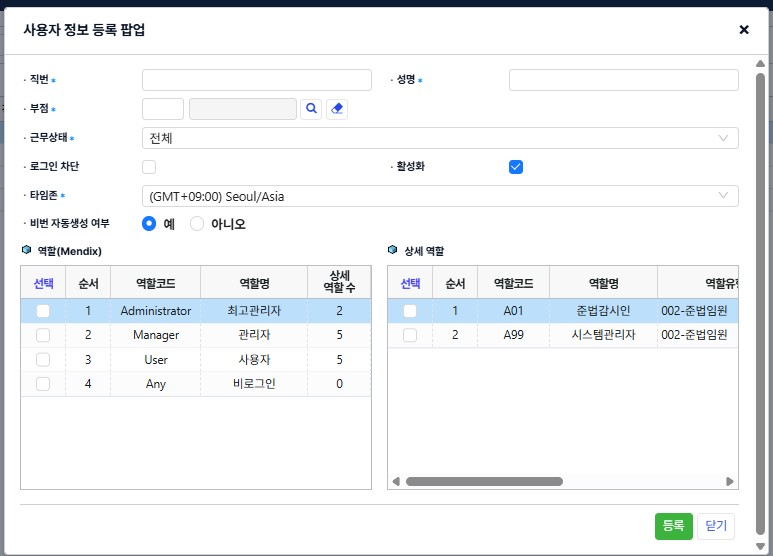 사용자 정보 등록 팝업
· 직번 *
· 성명 *
· 부점 *
· 근무상태 * 전체
· 로그인 차단
· 활성화
· 타임존 * (GMT+09:00) Seoul/Asia
· 비번 자동생성 여부 예 아니오
역할(Mendix)
선택 순서 역할코드 역할명 상세 역할 수
1 Administrator 최고관리자 2
2 Manager 관리자 5
3 User 사용자 5
4 Any 비로그인 0
상세 역할
선택 순서 역할코드 역할명 역할유
1 A01 준법감시인 002-준법임원
2 A99 시스템관리자 002-준법임원
등록 닫기